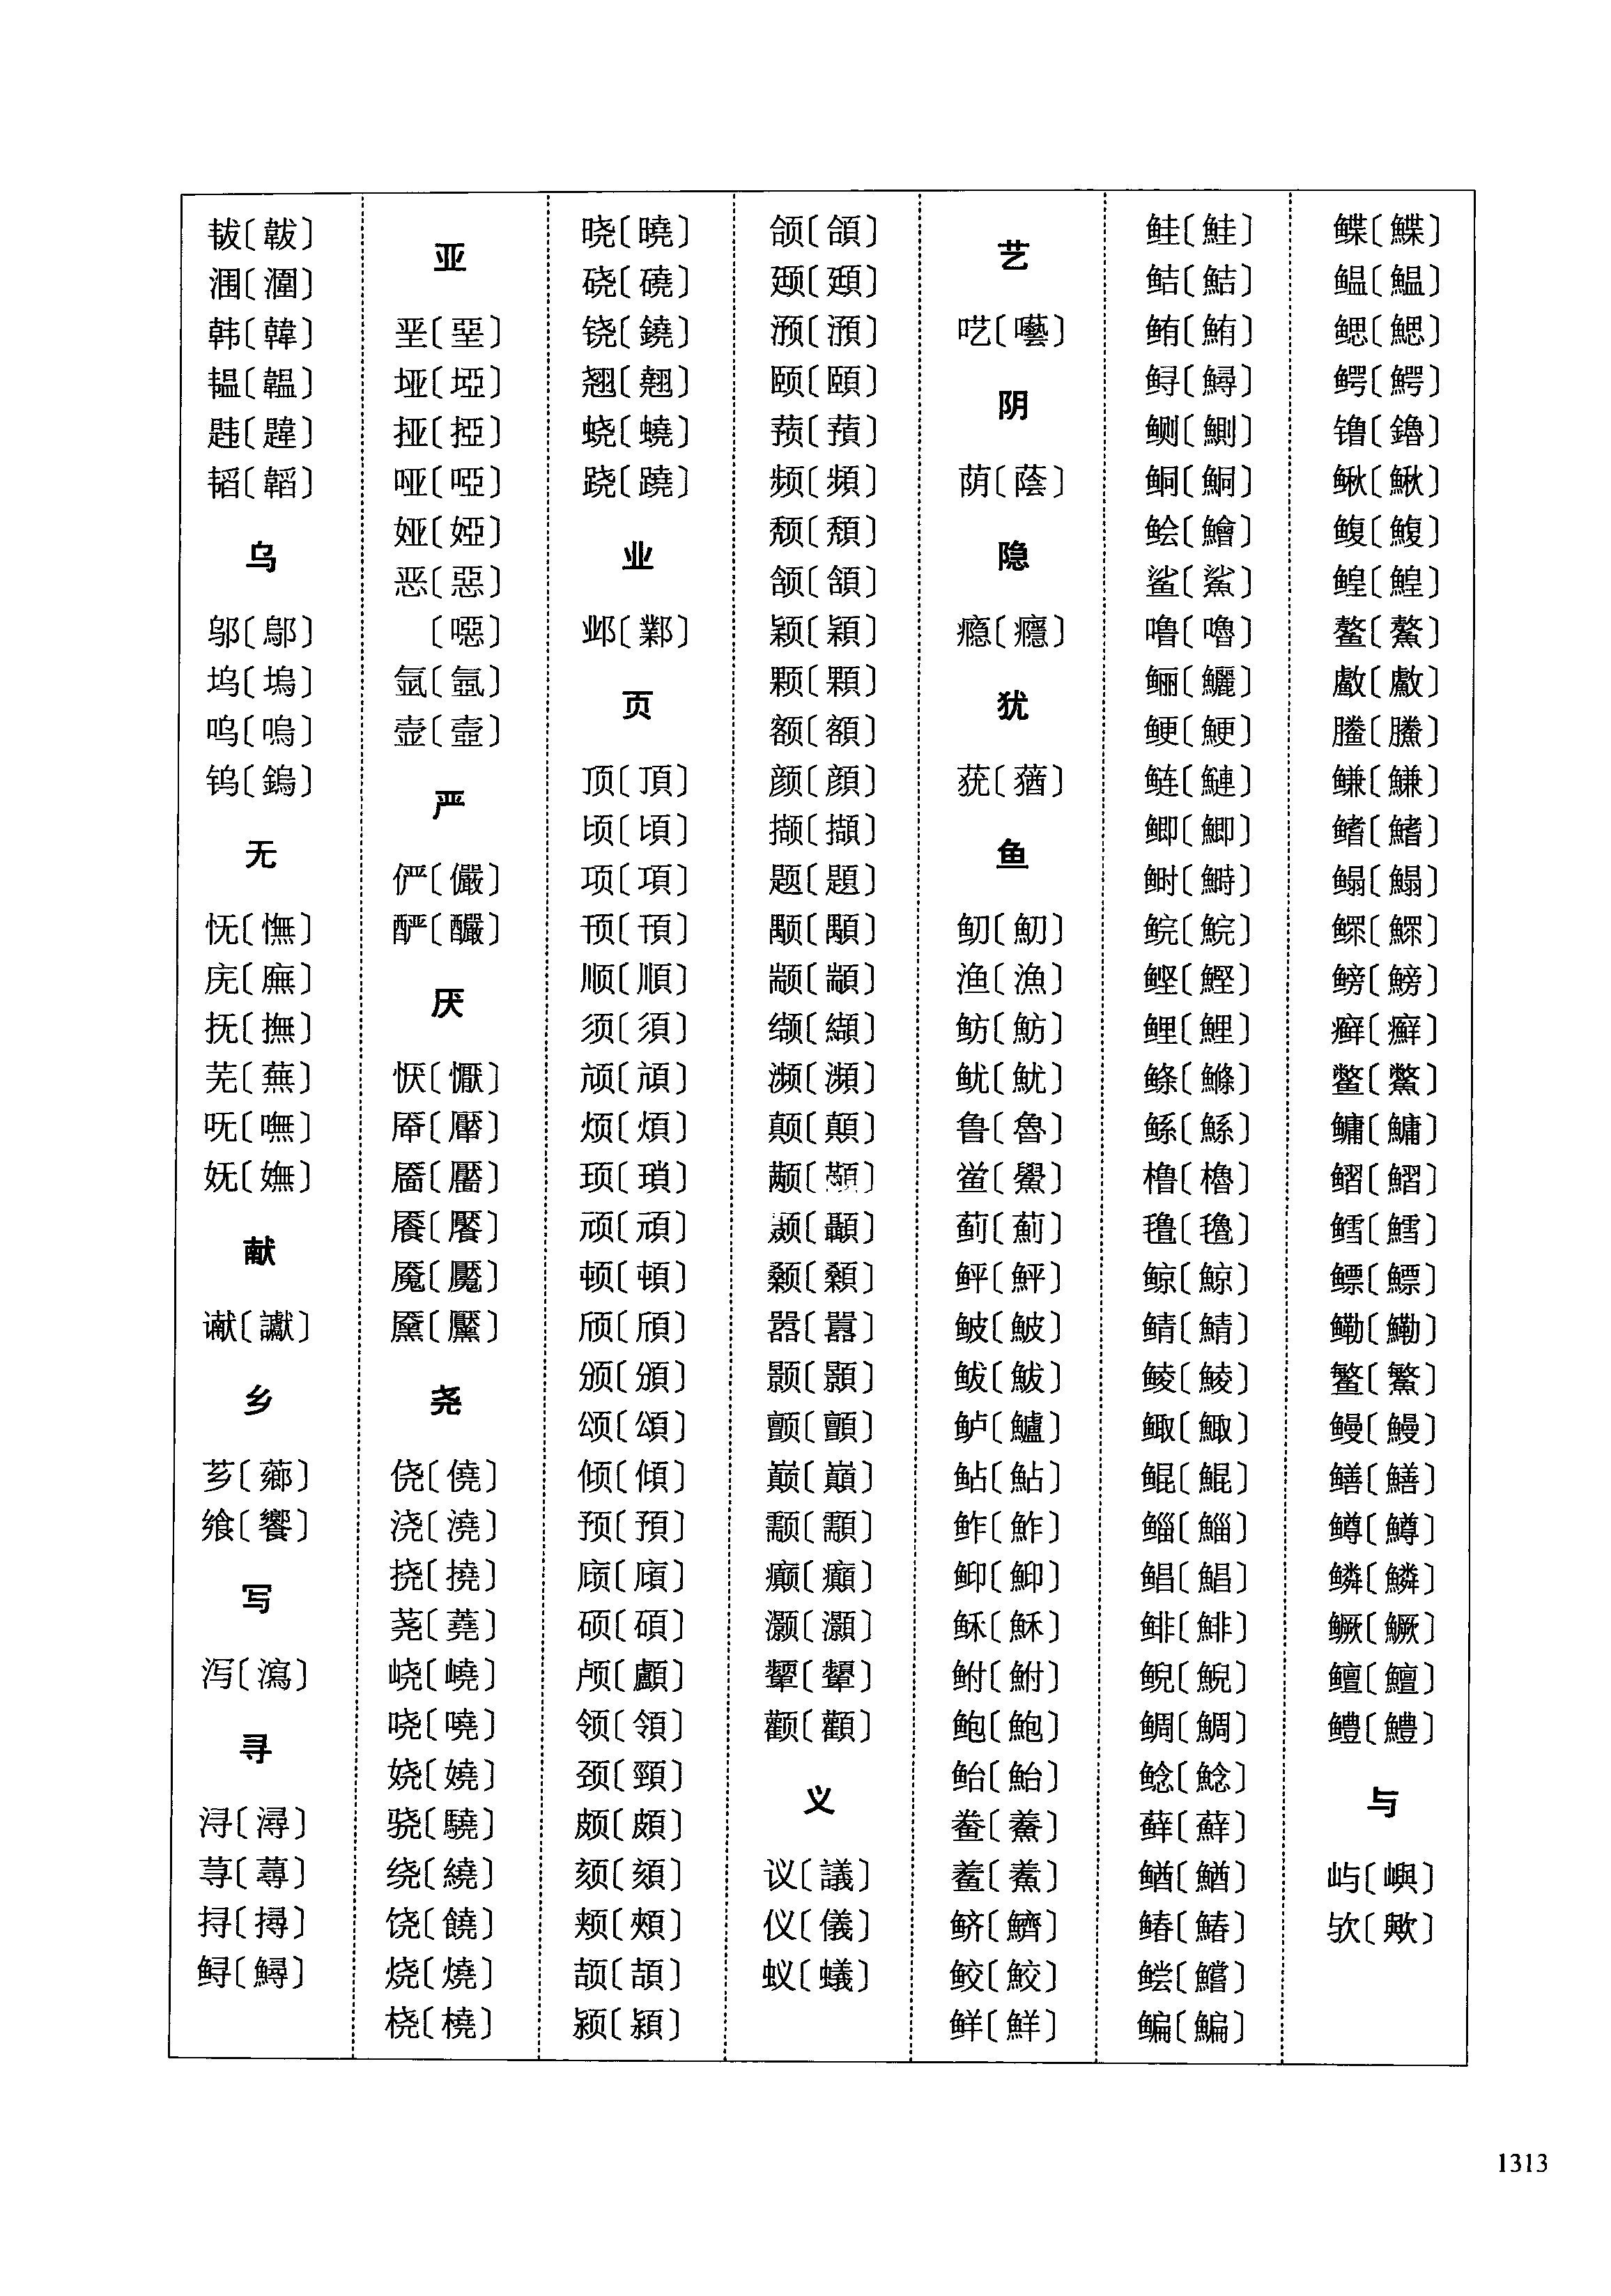 韨〔韍〕
涠〔潿〕
韩〔韓〕
韫〔韞〕
韪〔韙〕
韬〔韜〕
乌
邬〔鄔〕
坞〔塢〕
呜〔嗚〕
钨〔鎢〕
无
怃〔憮〕
庑〔廡〕
抚〔撫〕
芜〔蕪〕
呒〔嘸〕
妩〔嫵〕
献
谳〔讞〕
乡
芗〔薌〕
飨〔饗〕
写
泻〔瀉〕
寻
浔〔潯〕
荨〔蕁〕
挦〔撏〕
鲟〔鱘〕
亚
垩〔堊〕
垭〔埡〕
挜〔掗〕
哑〔啞〕
娅〔婭〕
恶〔惡〕
〔噁〕
氩〔氬〕
壶〔壺〕
严
俨〔儼〕
酽〔釅〕
厌
恹〔懨〕
厣〔厴〕
靥〔靨〕
餍〔饜〕
魇〔魘〕
黡〔黶〕
尧
侥〔僥〕
浇〔澆〕
挠〔撓〕
荛〔蕘〕
峣〔嶢〕
哓〔嘵〕
娆〔嬈〕
骁〔驍〕
绕〔繞〕
饶〔饒〕
烧〔燒〕
桡〔橈〕
晓〔曉〕
硗〔磽〕
铙〔鐃〕
翘〔翹〕
蛲〔蟯〕
跷〔蹺〕
业
邺〔鄴〕
页
顶〔頂〕
顷〔頃〕
项〔項〕
顸〔頇〕
顺〔順〕
须〔須〕
颃〔頏〕
烦〔煩〕
琐〔瑣〕
顽〔頑〕
顿〔頓〕
颀〔頎〕
颁〔頒〕
颂〔頌〕
倾〔傾〕
预〔預〕
庼〔廎〕
硕〔碩〕
颅〔顱〕
领〔領〕
颈〔頸〕
颇〔頗〕
颏〔頦〕
颊〔頰〕
颉〔頡〕
颍〔潁〕
颌〔頜〕
颋〔頲〕
滪〔澦〕
颐〔頤〕
蓣〔蕷〕
频〔頻〕
颓〔頹〕
颔〔頷〕
颖〔穎〕
颗〔顆〕
额〔額〕
颜〔顔〕
撷〔擷〕
题〔題〕
颙〔顒〕
颛〔顓〕
缬〔纈〕
濒〔瀕〕
颠〔顛〕
颟〔顢〕
颞〔顳〕
颡〔顙〕
嚣〔囂〕
颢〔顥〕
颤〔顫〕
巅〔巔〕
颥〔顬〕
癫〔癲〕
灏〔灝〕
颦〔顰〕
颧〔顴〕
义
议〔議〕
仪〔儀〕
蚁〔蟻〕
艺
呓〔囈〕
阴
荫〔蔭〕
隐
瘾〔癮〕
犹
莸〔蕕〕
鱼
鱽〔魛〕
渔〔漁〕
鲂〔魴〕
鱿〔魷〕
鲁〔魯〕
鲎〔鱟〕
蓟〔薊〕
鲆〔鮃〕
鲏〔鮍〕
鲅〔鮁〕
鲈〔鱸〕
鲇〔鮎〕
鲊〔鮓〕
䲟〔鮣〕
稣〔穌〕
鲋〔鮒〕
鲍〔鮑〕
鲐〔鮐〕
鲞〔鯗〕
鲝〔鮺〕
鲚〔鱭〕
鲛〔鮫〕
鲜〔鮮〕
鲑〔鮭〕
鲒〔鮚〕
鲔〔鮪〕
鲟〔鱘〕
鲗〔鰂〕
鲖〔鮦〕
鲙〔鱠〕
鲨〔鯊〕
噜〔嚕〕
鲡〔鱺〕
鲠〔鯁〕
鲢〔鰱〕
鲫〔鯽〕
鲥〔鰣〕
鲩〔鯇〕
鲣〔鰹〕
鲤〔鯉〕
鲦〔鰷〕
鲧〔鯀〕
橹〔櫓〕
氇〔氌〕
鲸〔鯨〕
鲭〔鯖〕
鲮〔鯪〕
鲰〔鯫〕
鲲〔鯤〕
鲻〔鯔〕
鲳〔鯧〕
鲱〔鯡〕
鲵〔鯢〕
鲷〔鯛〕
鲶〔鯰〕
藓〔蘚〕
䲡〔鰌〕
䲠〔鰆〕
鲿〔鱨〕
鳊〔鯿〕
鲽〔鰈〕
鳁〔鰮〕
鳃〔鰓〕
鳄〔鰐〕
镥〔鑥〕
鳅〔鰍〕
鳆〔鰒〕
鳇〔鰉〕
鳌〔鰲〕
䲣〔䲣〕
䲢〔鰧〕
鳒〔鰜〕
鳍〔鰭〕
鳎〔鰨〕
鳏〔鰥〕
鳑〔鰟〕
癣〔癬〕
鳖〔鱉〕
鳙〔鱅〕
鳛〔鰼〕
鳕〔鱈〕
鳔〔鰾〕
鳓〔鰳〕
鳘〔鰵〕
鳗〔鰻〕
鳝〔鱔〕
鳟〔鱒〕
鳞〔鱗〕
鳜〔鱖〕
鳣〔鱣〕
鳢〔鱧〕
与
屿〔嶼〕
欤〔歟〕
1313